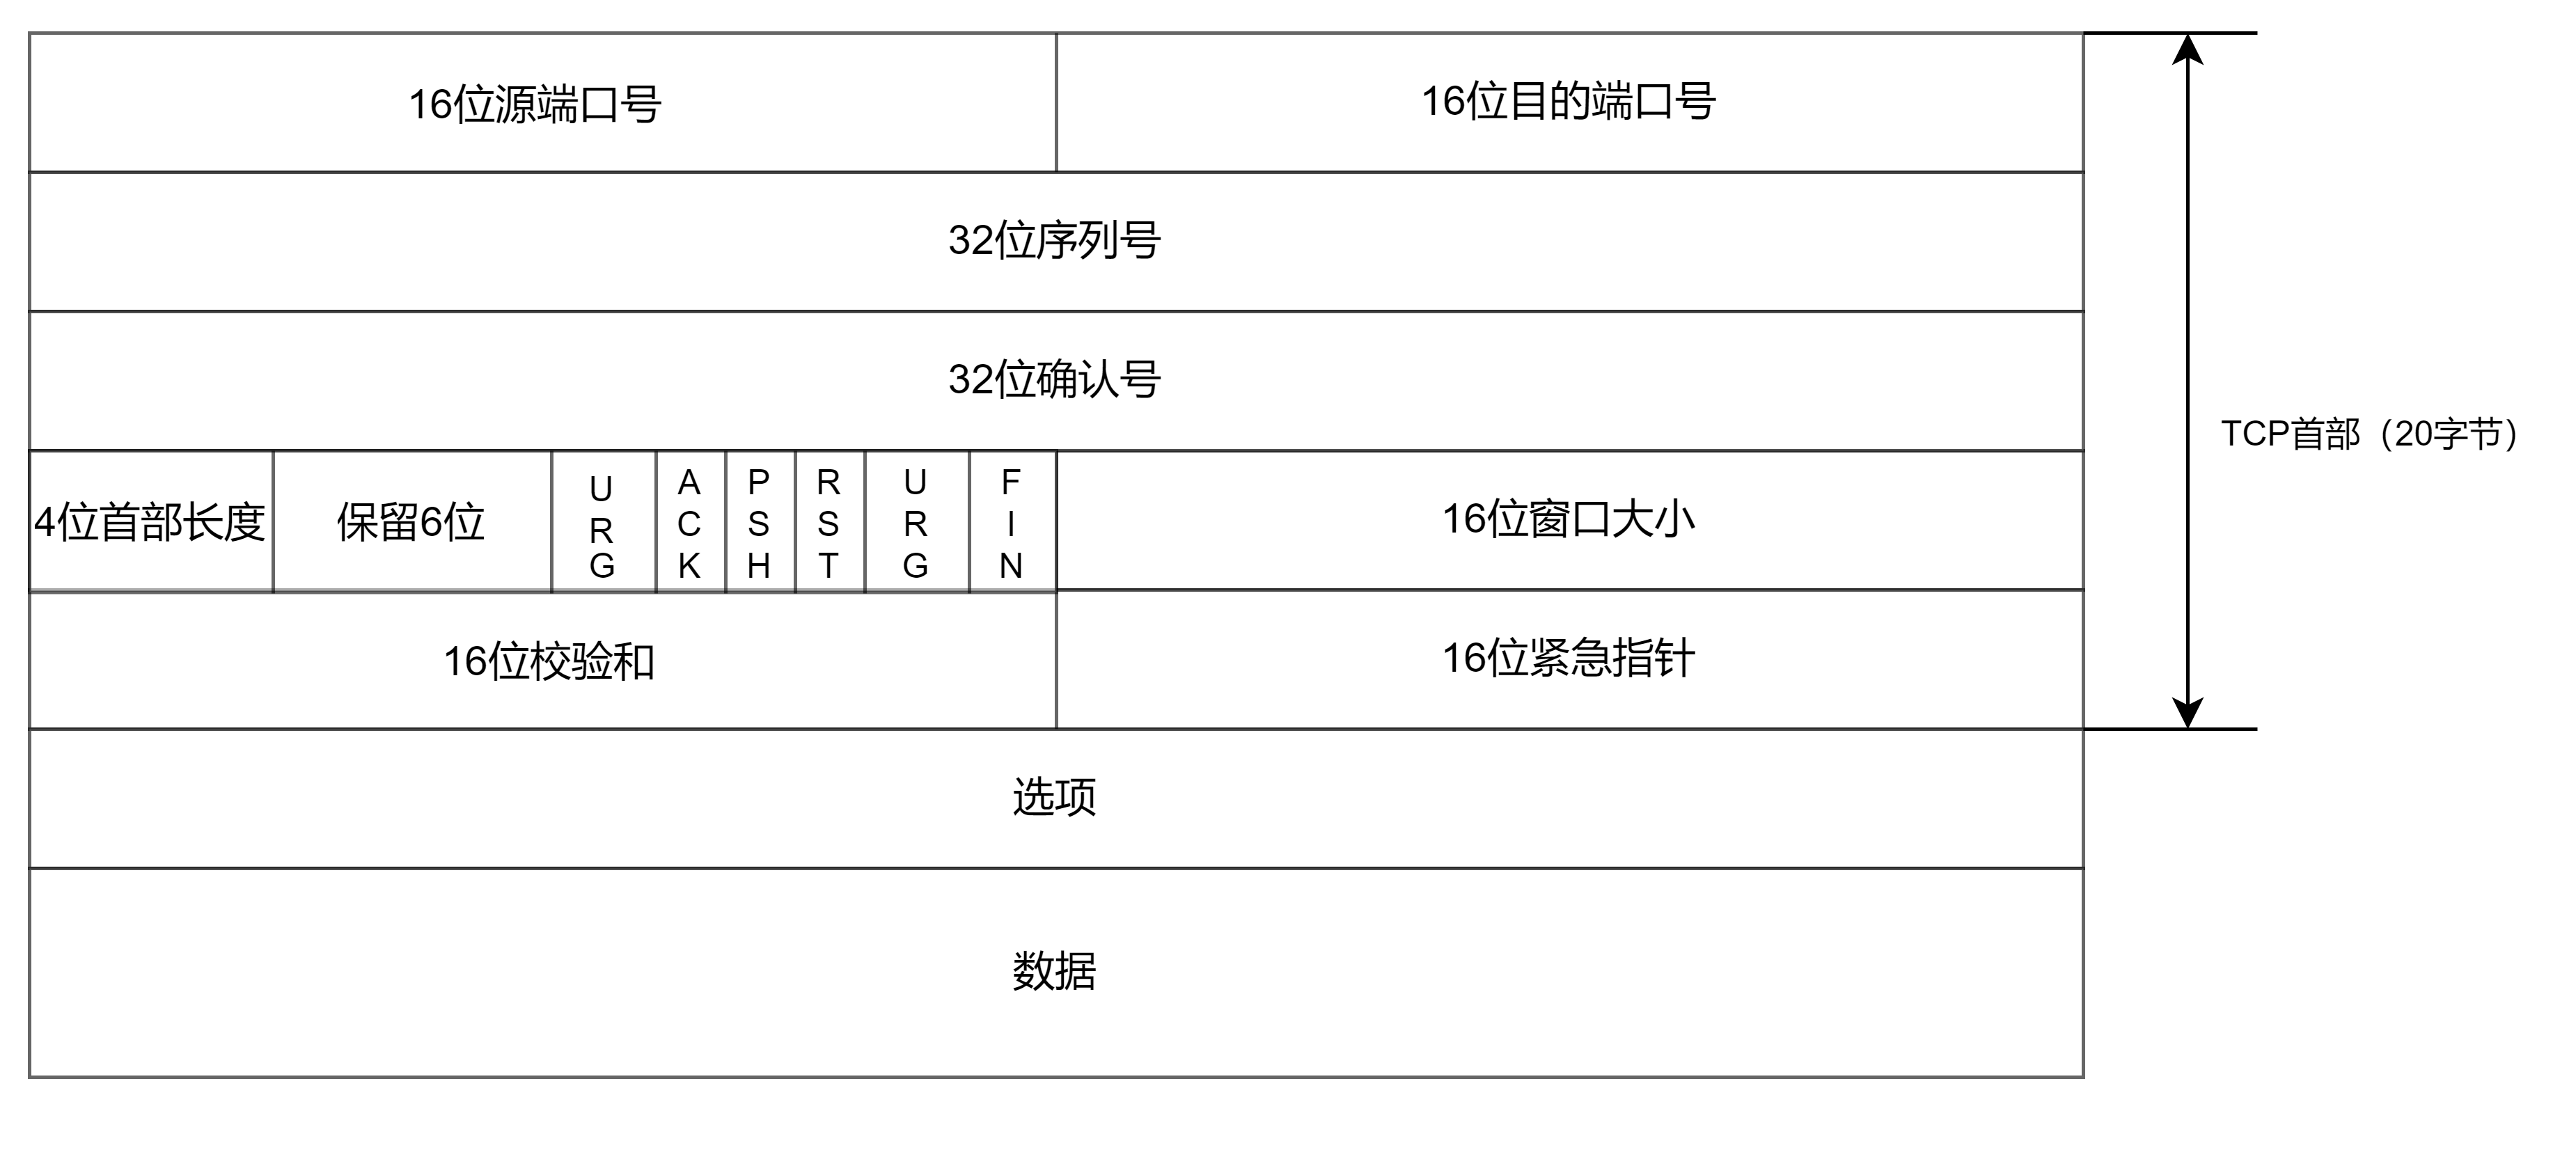 16位源端口号
16位目的端口号
32位序列号
32位确认号
TCP首部（20字节）
4位首部长度
保留6位
URG
ACK
PSH
RST
URG
FIN
16位窗口大小
16位校验和
16位紧急指针
选项
数据